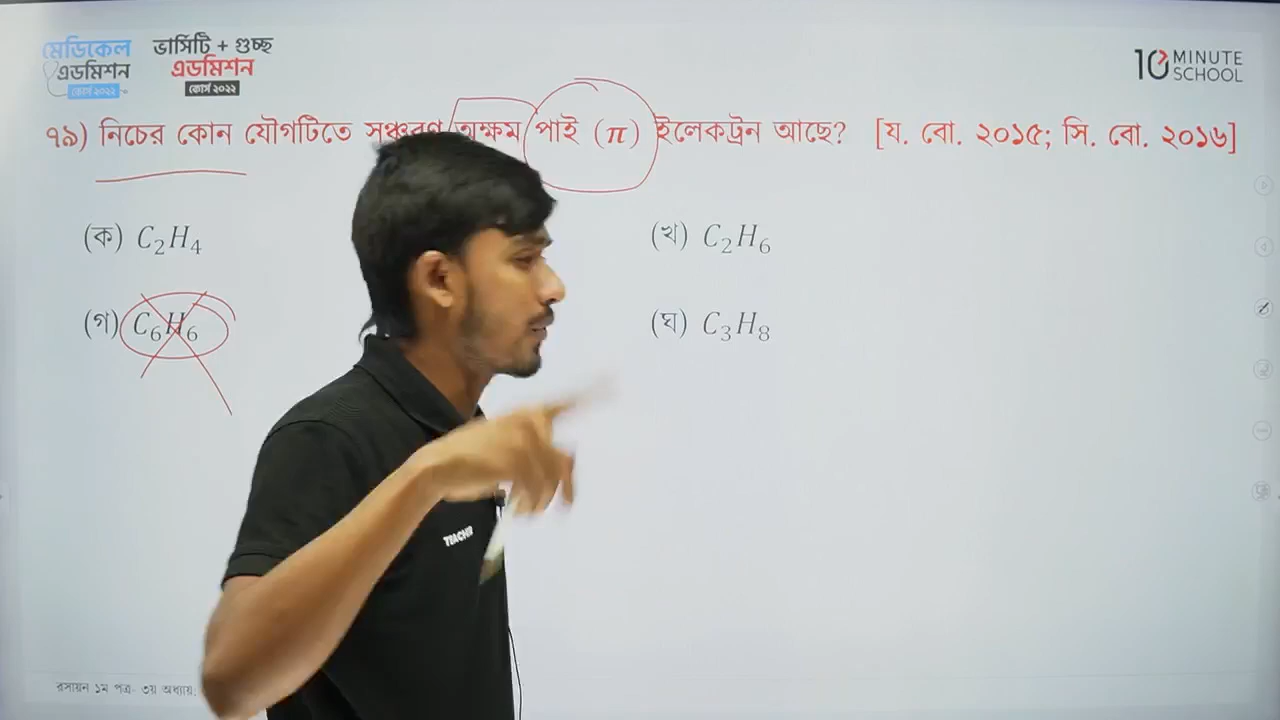 মেডিকেল
এডমিশন
কোর্স ২০২২
ভার্সিটি + গুচ্ছ
এডমিশন
কোর্স ২০২২
10 MINUTE SCHOOL
৭৯) নিচের কোন যৌগটিতে সঞ্চরণ অক্ষম পাই (π) ইলেকট্রন আছে? [য. বো. ২০১৫; সি. বো. ২০১৬]
(ক) C₂H₄
(খ) C₂H₆
(গ) C₆H₆
(ঘ) C₃H₈
TEACHER
রসায়ন ১ম পত্র- ৩য় অধ্যায়: